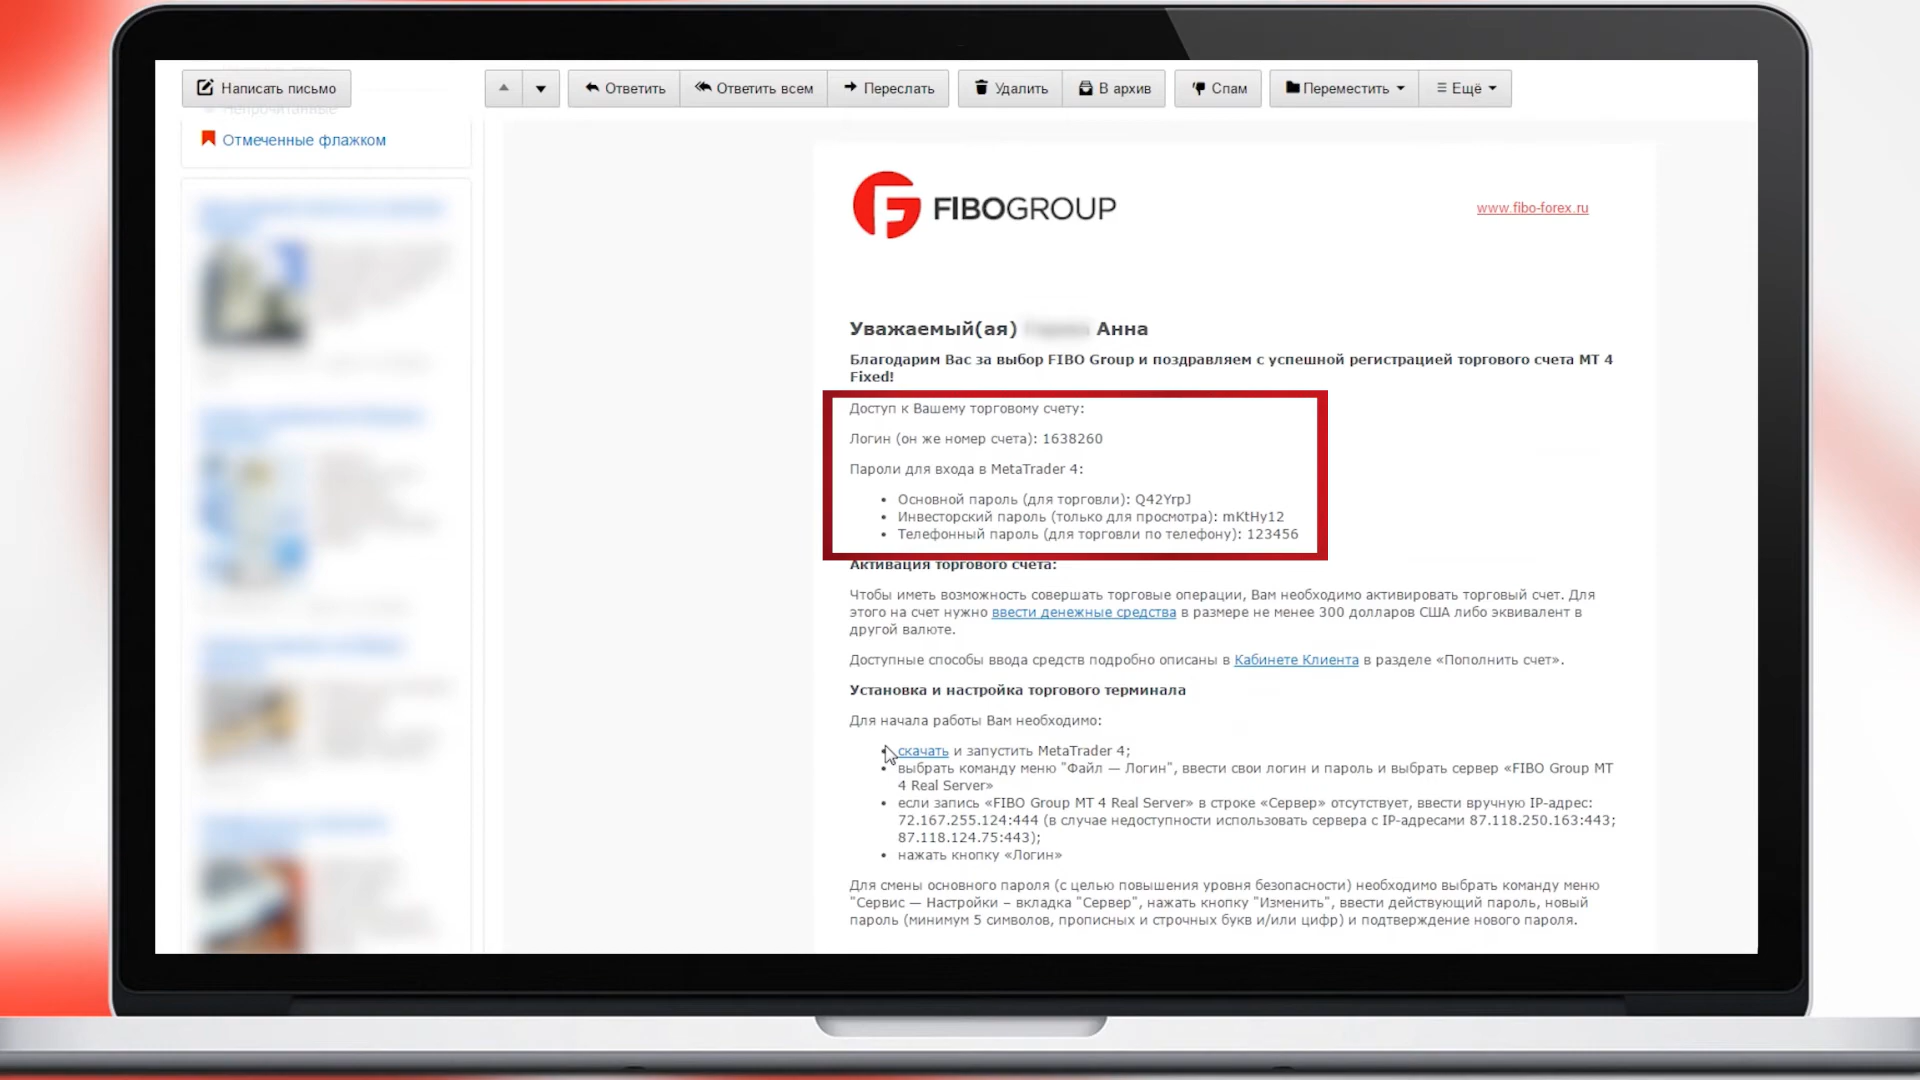 Написать письмо
Ответить
Ответить всем
Переслать
Удалить
В архив
Спам
Переместить
Ещё
Непрочитанные
Отмеченные флажком
FIBOGROUP
www.fibo-forex.ru
Уважаемый(ая) Анна
Благодарим Вас за выбор FIBO Group и поздравляем с успешной регистрацией торгового счета MT 4
Fixed!
Доступ к Вашему торговому счету:
Логин (он же номер счета): 1638260
Пароли для входа в MetaTrader 4:
• Основной пароль (для торговли): Q42YrpJ
• Инвесторский пароль (только для просмотра): mKtHy12
• Телефонный пароль (для торговли по телефону): 123456
Активация торгового счета:
Чтобы иметь возможность совершать торговые операции, Вам необходимо активировать торговый счет. Для
этого на счет нужно ввести денежные средства в размере не менее 300 долларов США либо эквивалент в
другой валюте.
Доступные способы ввода средств подробно описаны в Кабинете Клиента в разделе «Пополнить счет».
Установка и настройка торгового терминала
Для начала работы Вам необходимо:
• скачать и запустить MetaTrader 4;
• выбрать команду меню "Файл — Логин", ввести свои логин и пароль и выбрать сервер «FIBO Group MT
4 Real Server»
• если запись «FIBO Group MT 4 Real Server» в строке «Сервер» отсутствует, ввести вручную IP-адрес:
72.167.255.124:444 (в случае недоступности использовать сервера с IP-адресами 87.118.250.163:443;
87.118.124.75:443);
• нажать кнопку «Логин»
Для смены основного пароля (с целью повышения уровня безопасности) необходимо выбрать команду меню
"Сервис — Настройки – вкладка "Сервер", нажать кнопку "Изменить", ввести действующий пароль, новый
пароль (минимум 5 символов, прописных и строчных букв и/или цифр) и подтверждение нового пароля.